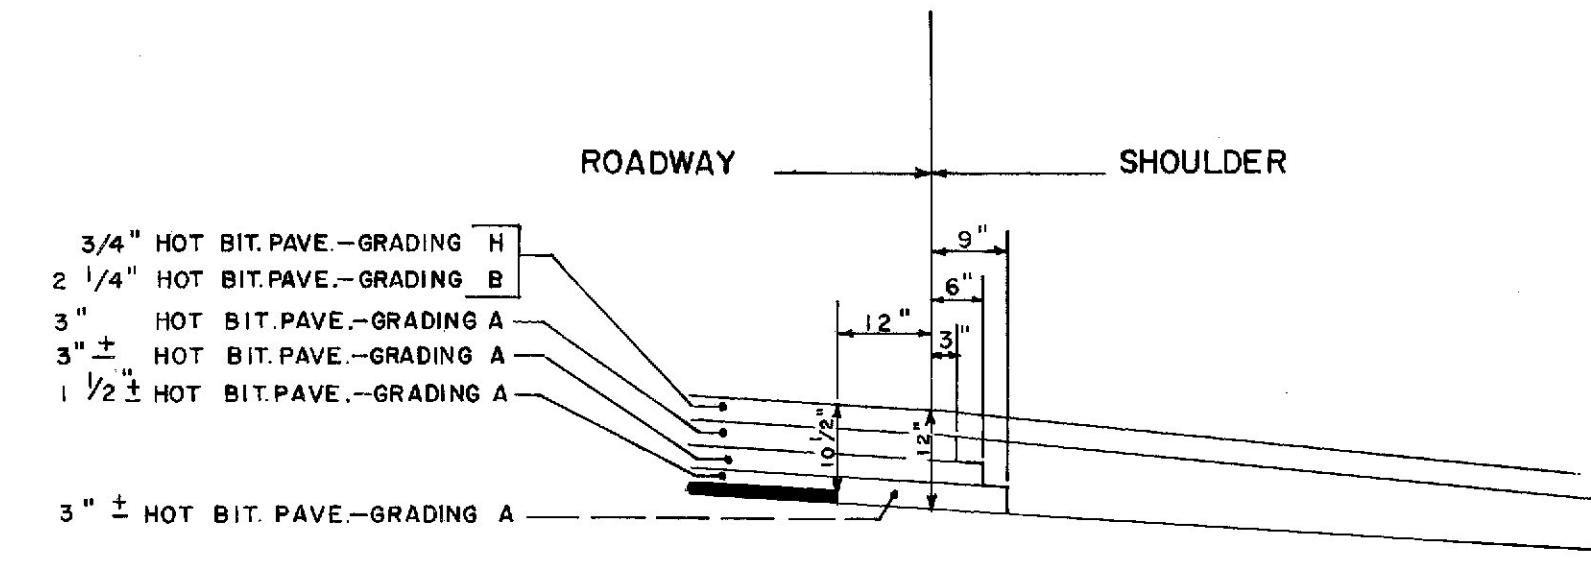 ROADWAY
SHOULDER
3/4" HOT BIT. PAVE.-GRADING H
2 1/4" HOT BIT. PAVE.-GRADING B
3" HOT BIT. PAVE.-GRADING A
3" ± HOT BIT. PAVE.-GRADING A
1 1/2" ± HOT BIT. PAVE.-GRADING A
3" ± HOT BIT. PAVE.-GRADING A
9"
6"
12"
3"
10 1/2"
12"